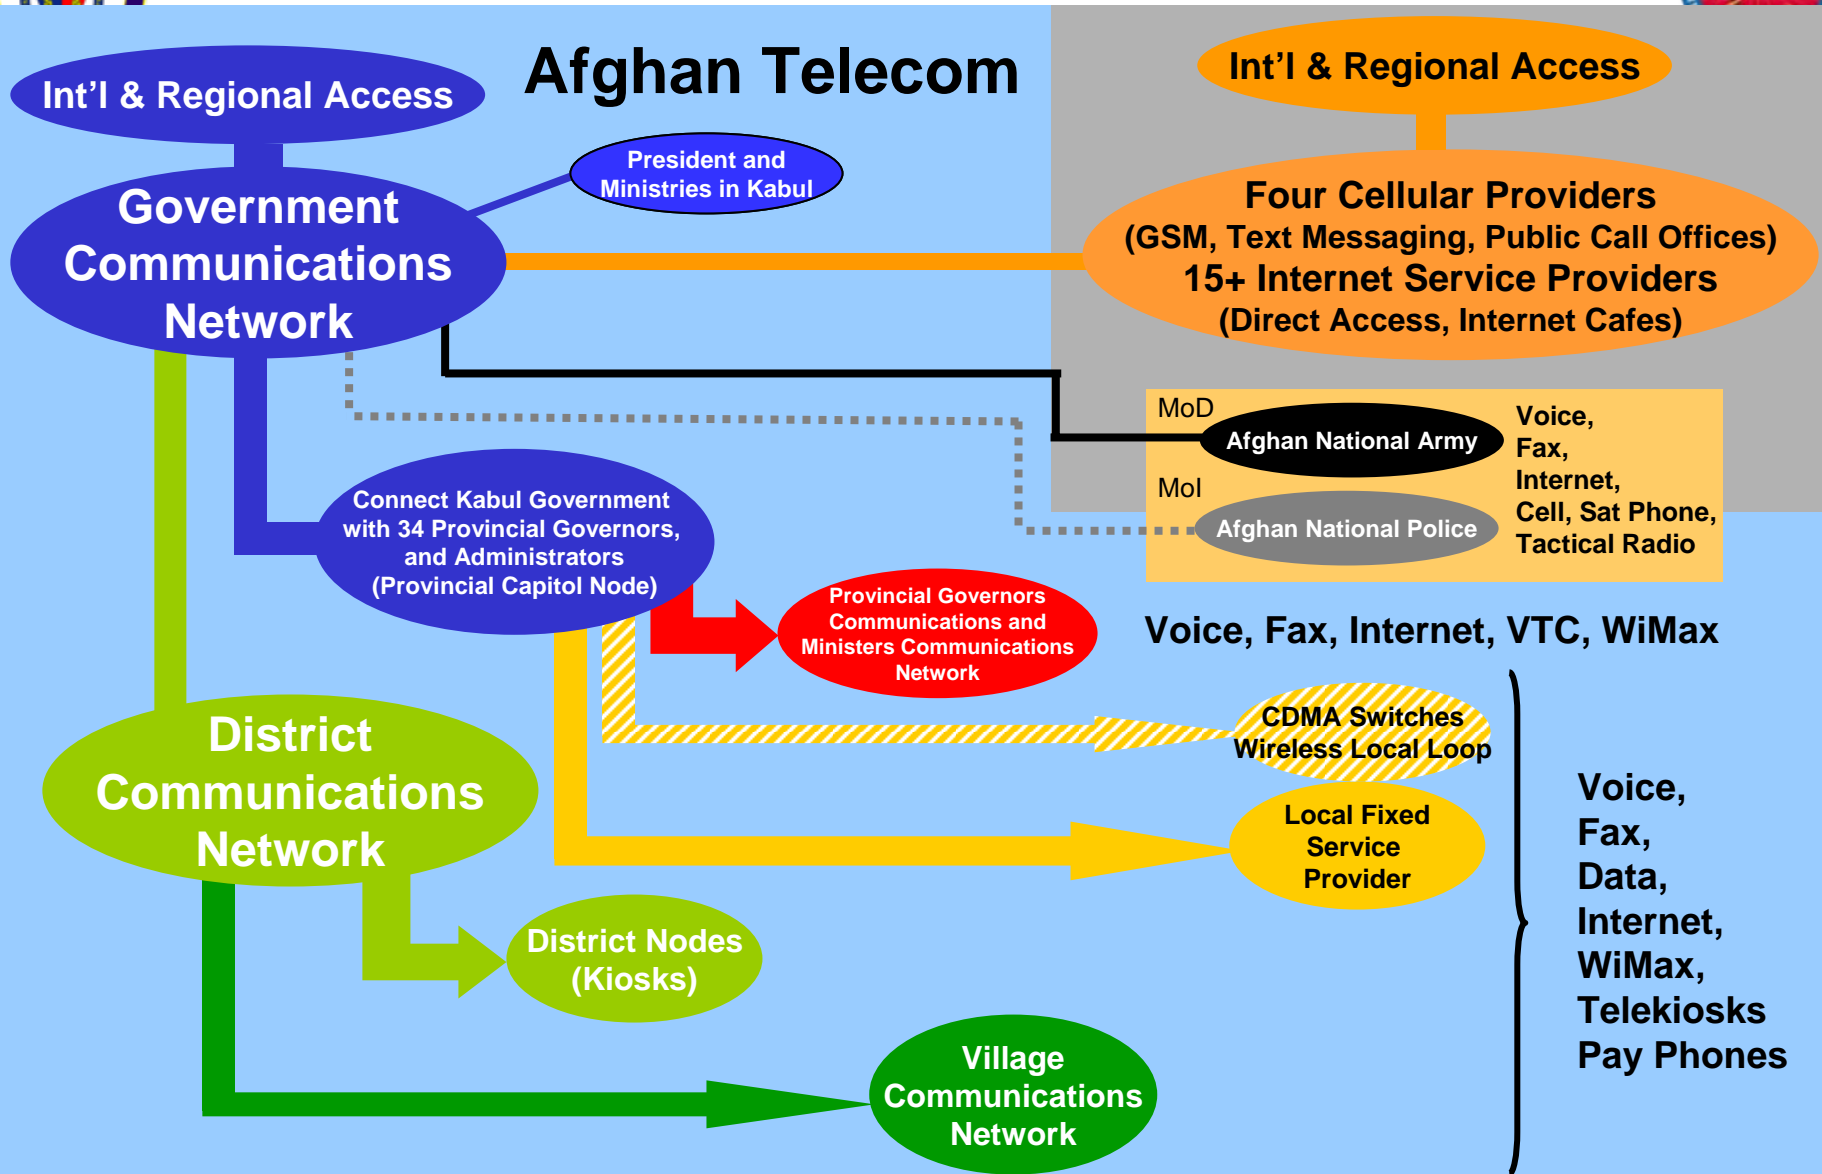 Afghan Telecom
Int'l & Regional Access
Int'l & Regional Access
President and
Ministries in Kabul
Government
Communications
Network
Four Cellular Providers
(GSM, Text Messaging, Public Call Offices)
15+ Internet Service Providers
(Direct Access, Internet Cafes)
MoD
Afghan National Army
MoI
Afghan National Police
Voice,
Fax,
Internet,
Cell, Sat Phone,
Tactical Radio
Connect Kabul Government
with 34 Provincial Governors,
and Administrators
(Provincial Capitol Node)
Provincial Governors
Communications and
Ministers Communications
Network
Voice, Fax, Internet, VTC, WiMax
CDMA Switches
Wireless Local Loop
District
Communications
Network
Local Fixed
Service
Provider
Voice,
Fax,
Data,
Internet,
WiMax,
Telekiosks
Pay Phones
District Nodes
(Kiosks)
Village
Communications
Network